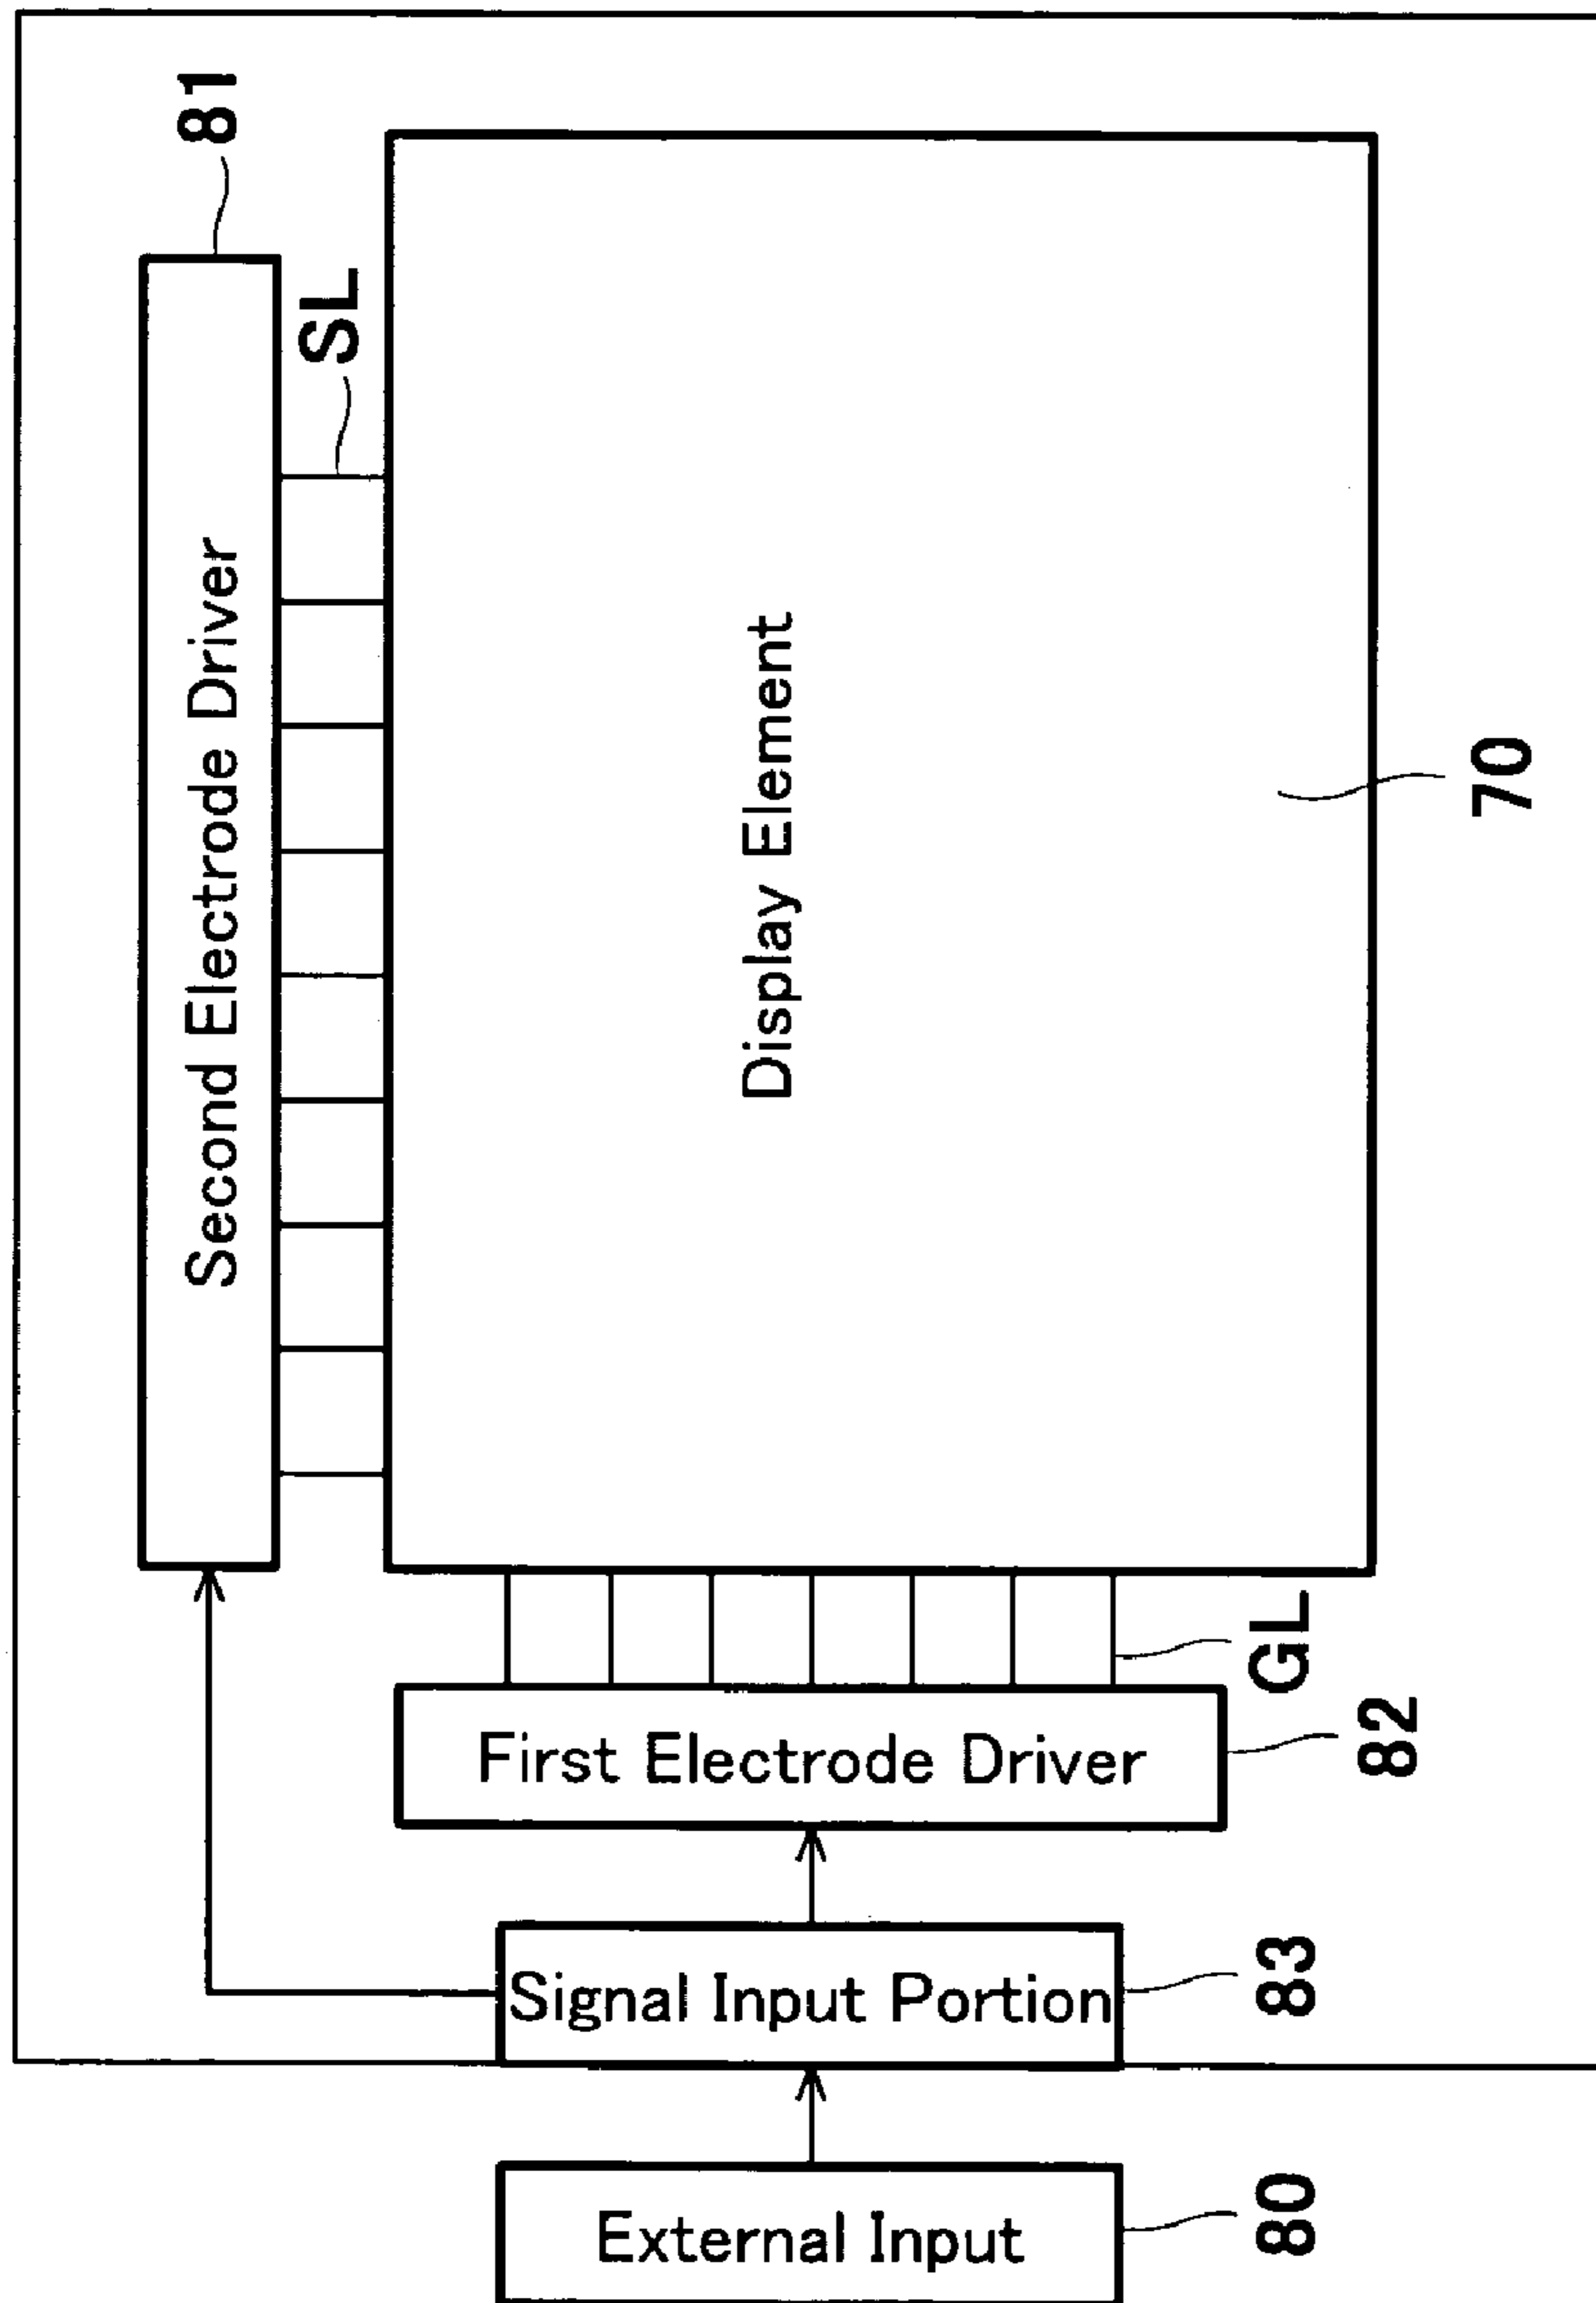 81
Second Electrode Driver
SL
Display Element
70
GL
First Electrode Driver
82
Signal Input Portion
83
External Input
80